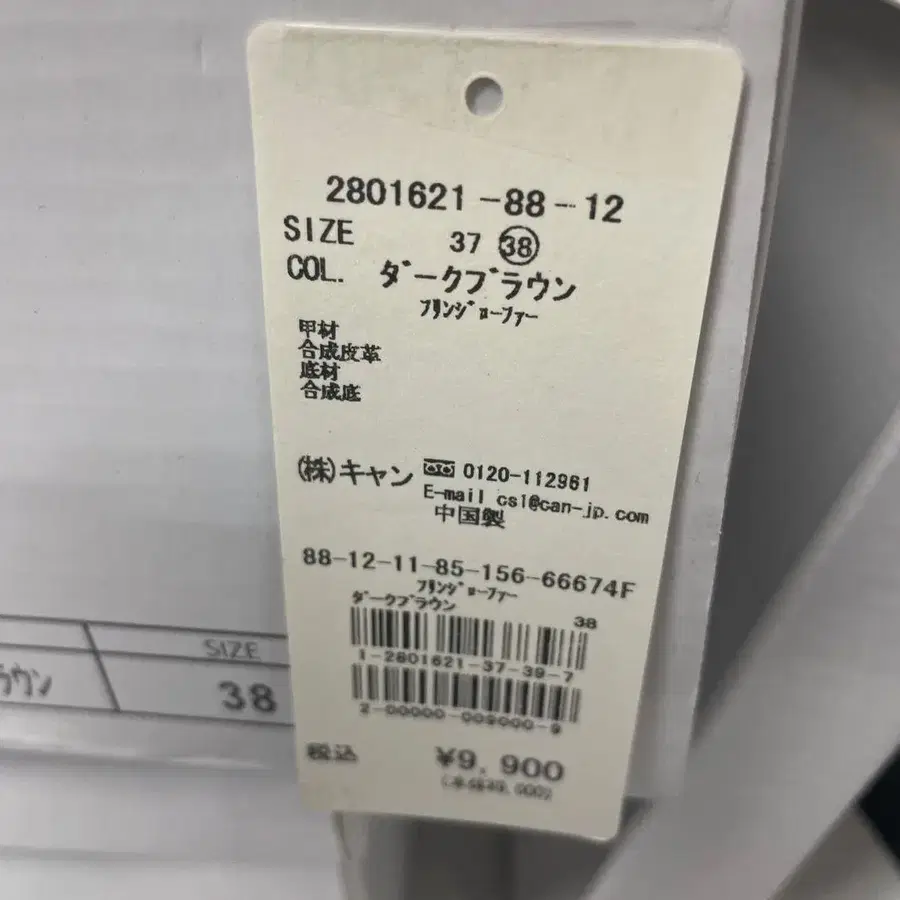 2801621-88-12
SIZE 37 38
COL. ダークブラウン
フリンジローファー
甲材
合成皮革
底材
合成底
(株)キャン 0120-112961
E-mail cs1@can-jp.com
中国製
88-12-11-85-156-66674F
フリンジローファー
ダークブラウン
38
1-2801621-37-39-7
2-00000-009000-9
税込 ¥9,900
(本体¥9,000)
SIZE
ラウン 38